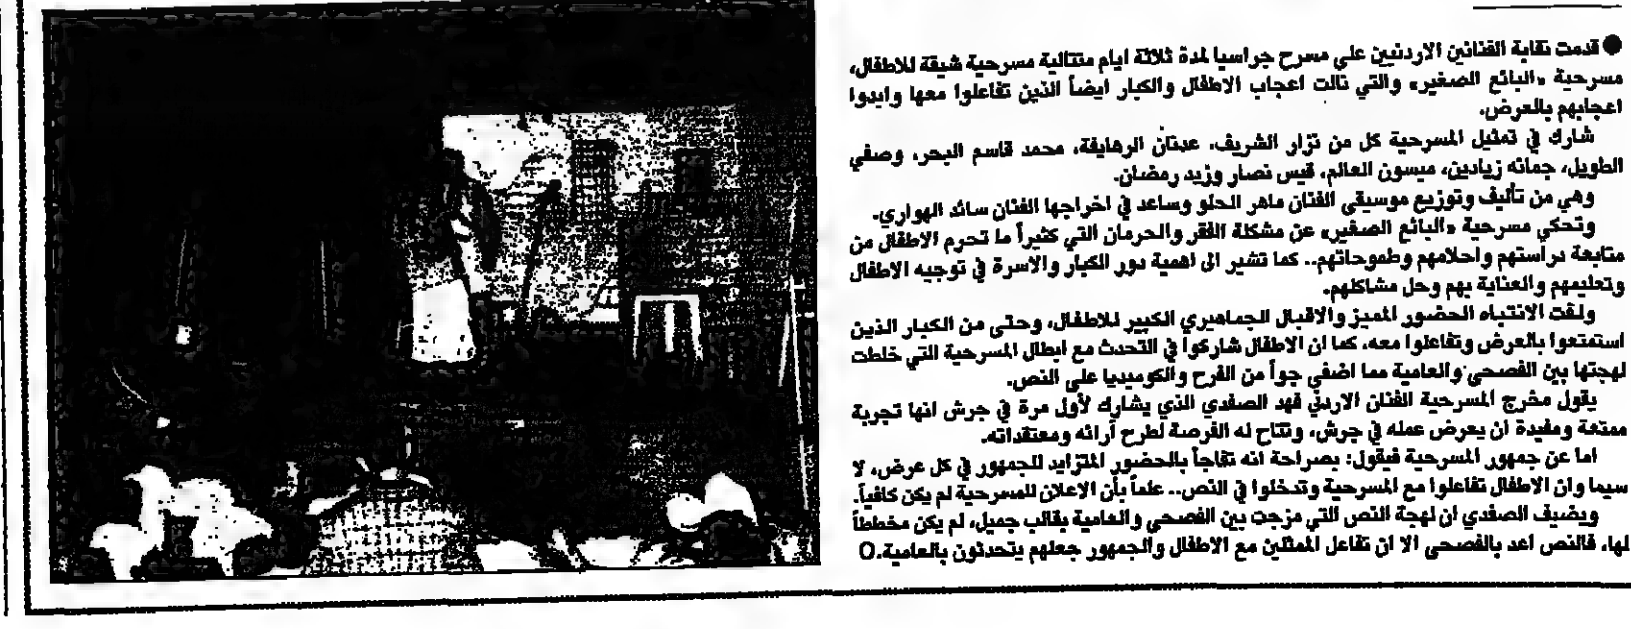 ● قدمت نقابة الفنانين الاردنيين على مسرح جراسيا لمدة ثلاثة ايام متتالية مسرحية شيقة للاطفال،
مسرحية «البائع الصغير» والتي نالت اعجاب الاطفال والكبار ايضاً الذين تفاعلوا معها وابدوا
اعجابهم بالعرض.
شارك في تمثيل المسرحية كل من نزار الشريف، عدنان الرهايفة، محمد قاسم البحر، وصفي
الطويل، جمانه زيادين، ميسون العالم، قيس نصار وزيد رمضان.
وهي من تأليف وتوزيع موسيقى الفنان ماهر الحلو وساعد في اخراجها الفنان سائد الهواري.
وتحكي مسرحية «البائع الصغير» عن مشكلة الفقر والحرمان التي كثيراً ما تحرم الاطفال من
متابعة دراستهم واحلامهم وطموحاتهم.. كما تشير الى اهمية دور الكبار والاسرة في توجيه الاطفال
وتعليمهم والعناية بهم وحل مشاكلهم.
ولفت الانتباه الحضور المميز والاقبال الجماهيري الكبير للاطفال، وحتى من الكبار الذين
استمتعوا بالعرض وتفاعلوا معه، كما ان الاطفال شاركوا في التحدث مع ابطال المسرحية التي خلطت
لهجتها بين الفصحى والعامية مما اضفى جواً من الفرح والكوميديا على النص.
يقول مخرج المسرحية الفنان الاردني فهد الصفدي الذي يشارك لأول مرة في جرش انها تجربة
ممتعة ومفيدة ان يعرض عمله في جرش، وتتاح له الفرصة لطرح آرائه ومعتقداته.
اما عن جمهور المسرحية فيقول: بصراحة انه تفاجأ بالحضور المتزايد للجمهور في كل عرض، لا
سيما وان الاطفال تفاعلوا مع المسرحية وتدخلوا في النص.. علماً بأن الاعلان للمسرحية لم يكن كافياً.
ويضيف الصفدي ان لهجة النص التي مزجت بين الفصحى والعامية بقالب جميل، لم يكن مخططاً
لها، فالنص اعد بالفصحى الا ان تفاعل الممثلين مع الاطفال والجمهور جعلهم يتحدثون بالعامية.○